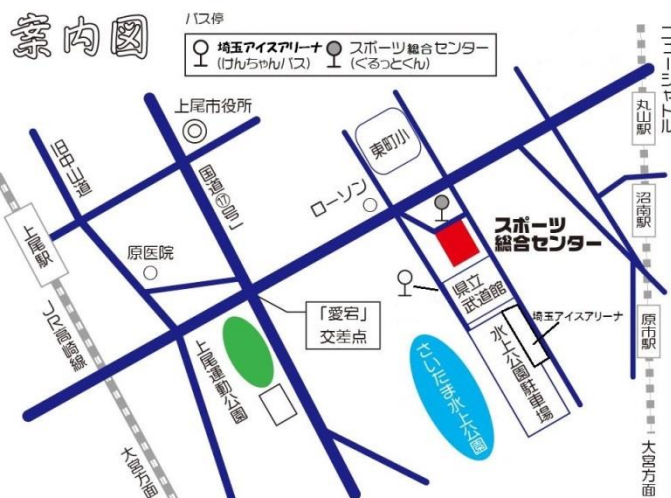 案内図
バス停
埼玉アイスアリーナ
(けんちゃんバス)
スポーツ総合センター
(ぐるっとくん)
ニューシャトル
丸山駅
沼南駅
原市駅
大宮方面
上尾市役所
旧中山道
国道⑰号
上尾駅
原医院
JR高崎線
大宮方面
「愛宕」
交差点
上尾運動公園
ローソン
東町小
スポーツ
総合センター
県立
武道館
埼玉アイスアリーナ
水上公園駐車場
さいたま水上公園